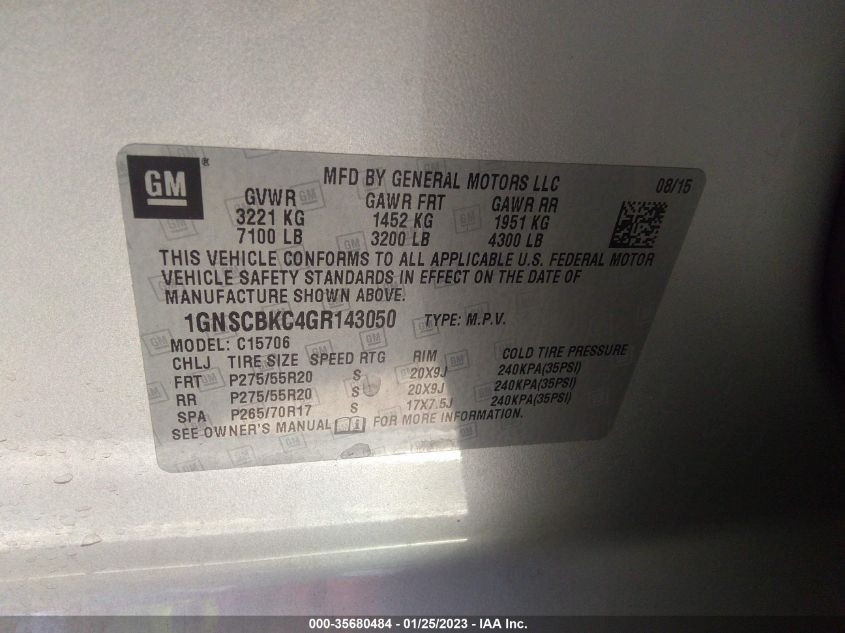 GM ®
MFD BY GENERAL MOTORS LLC 08/15
GVWR GAWR FRT GAWR RR
3221 KG 1452 KG 1951 KG
7100 LB 3200 LB 4300 LB
THIS VEHICLE CONFORMS TO ALL APPLICABLE U.S. FEDERAL MOTOR
VEHICLE SAFETY STANDARDS IN EFFECT ON THE DATE OF
MANUFACTURE SHOWN ABOVE.
1GNSCBKC4GR143050 TYPE: M.P.V.
MODEL: C15706
CHLJ TIRE SIZE SPEED RTG RIM COLD TIRE PRESSURE
FRT P275/55R20 S 20X9J 240KPA(35PSI)
RR P275/55R20 S 20X9J 240KPA(35PSI)
SPA P265/70R17 S 17X7.5J 240KPA(35PSI)
SEE OWNER'S MANUAL FOR MORE INFORMATION.
000-35680484 - 01/25/2023 - IAA Inc.